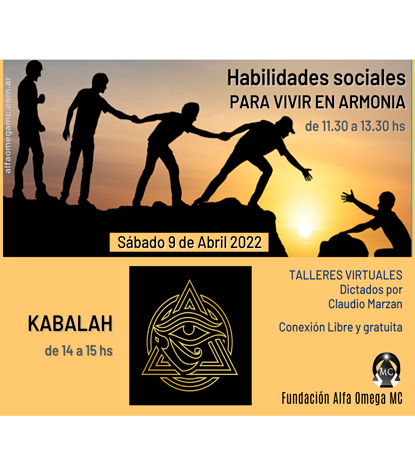 alfaomegamc.com.ar
Habilidades sociales
PARA VIVIR EN ARMONIA
de 11.30 a 13.30 hs
Sábado 9 de Abril 2022
TALLERES VIRTUALES
Dictados por
Claudio Marzan
Conexión Libre y gratuita
KABALAH
de 14 a 15 hs
MC
Fundación Alfa Omega MC